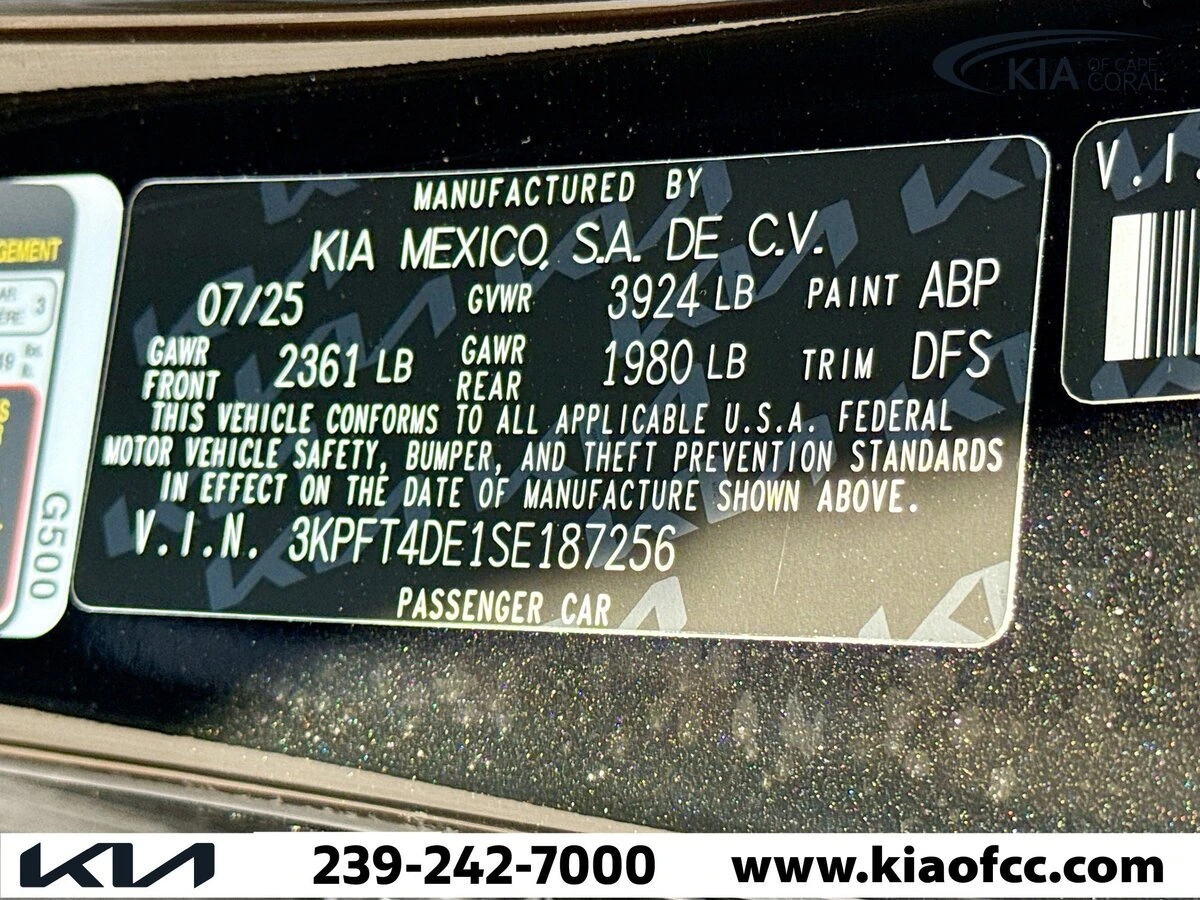 KIA OF CAPE CORAL
MANUFACTURED BY
KIA MEXICO, S.A. DE C.V.
07/25 GVWR 3924 LB PAINT ABP
GAWR FRONT 2361 LB GAWR REAR 1980 LB TRIM DFS
THIS VEHICLE CONFORMS TO ALL APPLICABLE U.S.A. FEDERAL
MOTOR VEHICLE SAFETY, BUMPER, AND THEFT PREVENTION STANDARDS
IN EFFECT ON THE DATE OF MANUFACTURE SHOWN ABOVE.
V.I.N. 3KPFT4DE1SE187256
PASSENGER CAR
G500
3
V.I.
KIA 239-242-7000 www.kiaofcc.com